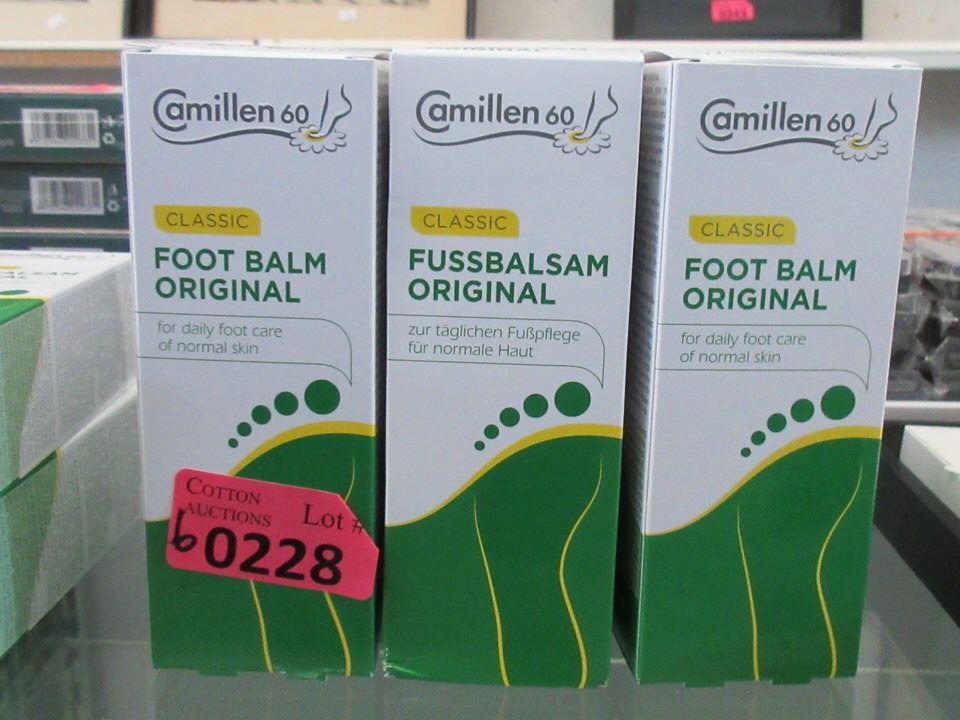 Camillen 60
CLASSIC
FOOT BALM
ORIGINAL
for daily foot care
of normal skin
COTTON
AUCTIONS
Lot #
6
0228
Camillen 60
CLASSIC
FUSSBALSAM
ORIGINAL
zur täglichen Fußpflege
für normale Haut
Camillen 60
CLASSIC
FOOT BALM
ORIGINAL
for daily foot care
of normal skin